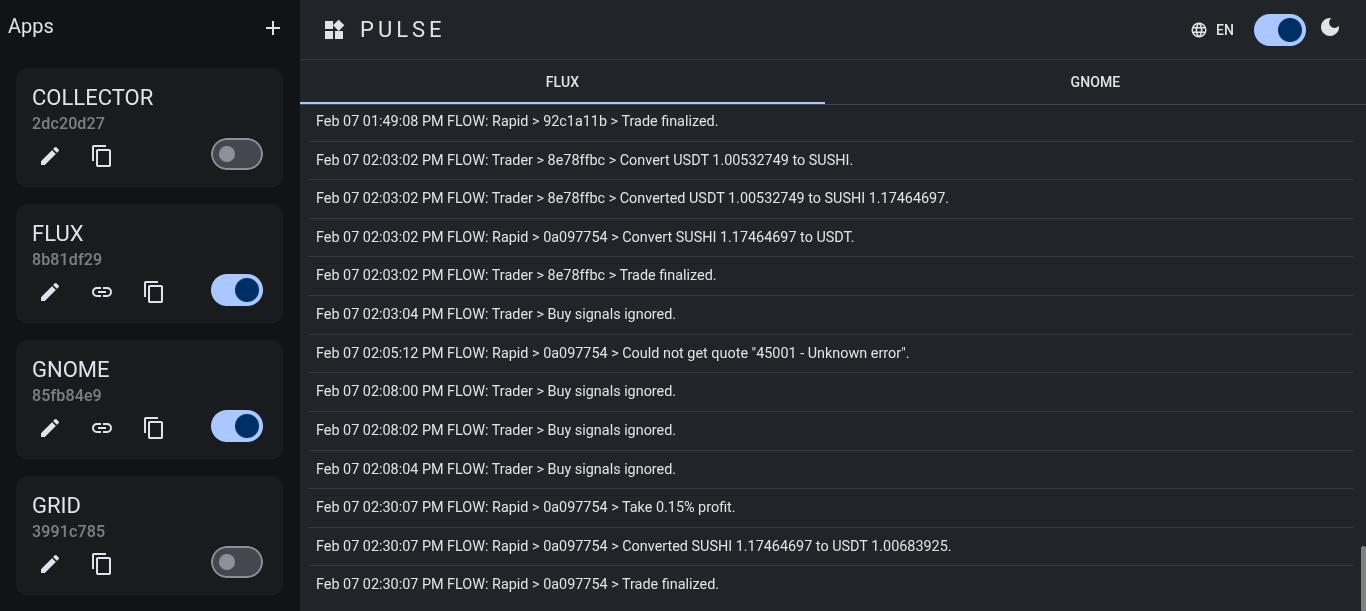 Apps
COLLECTOR
2dc20d27
FLUX
8b81df29
GNOME
85fb84e9
GRID
3991c785
PULSE
EN
FLUX
GNOME
Feb 07 01:49:08 PM FLOW: Rapid > 92c1a11b > Trade finalized.
Feb 07 02:03:02 PM FLOW: Trader > 8e78ffbc > Convert USDT 1.00532749 to SUSHI.
Feb 07 02:03:02 PM FLOW: Trader > 8e78ffbc > Converted USDT 1.00532749 to SUSHI 1.17464697.
Feb 07 02:03:02 PM FLOW: Rapid > 0a097754 > Convert SUSHI 1.17464697 to USDT.
Feb 07 02:03:02 PM FLOW: Trader > 8e78ffbc > Trade finalized.
Feb 07 02:03:04 PM FLOW: Trader > Buy signals ignored.
Feb 07 02:05:12 PM FLOW: Rapid > 0a097754 > Could not get quote "45001 - Unknown error".
Feb 07 02:08:00 PM FLOW: Trader > Buy signals ignored.
Feb 07 02:08:02 PM FLOW: Trader > Buy signals ignored.
Feb 07 02:08:04 PM FLOW: Trader > Buy signals ignored.
Feb 07 02:30:07 PM FLOW: Rapid > 0a097754 > Take 0.15% profit.
Feb 07 02:30:07 PM FLOW: Rapid > 0a097754 > Converted SUSHI 1.17464697 to USDT 1.00683925.
Feb 07 02:30:07 PM FLOW: Rapid > 0a097754 > Trade finalized.